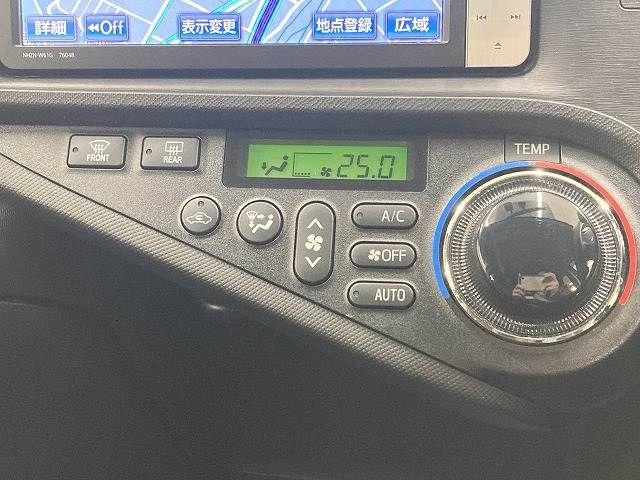 詳細 ◀◀Off 表示変更 地点登録 広域
NHZN-W61G 76048
FRONT REAR 25.0 TEMP
A/C
OFF
AUTO